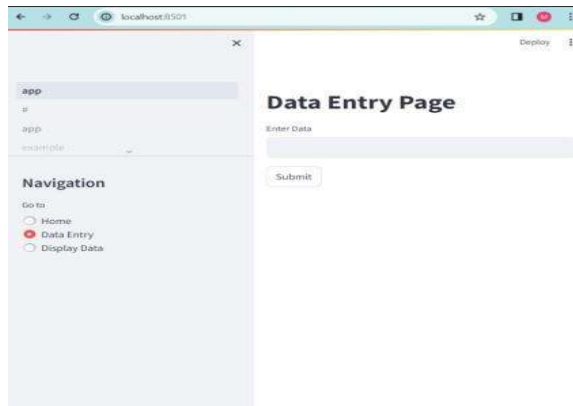 localhost:8501
Deploy
app
#
app
example
Navigation
Go to
Home
Data Entry
Display Data
Data Entry Page
Enter Data
Submit